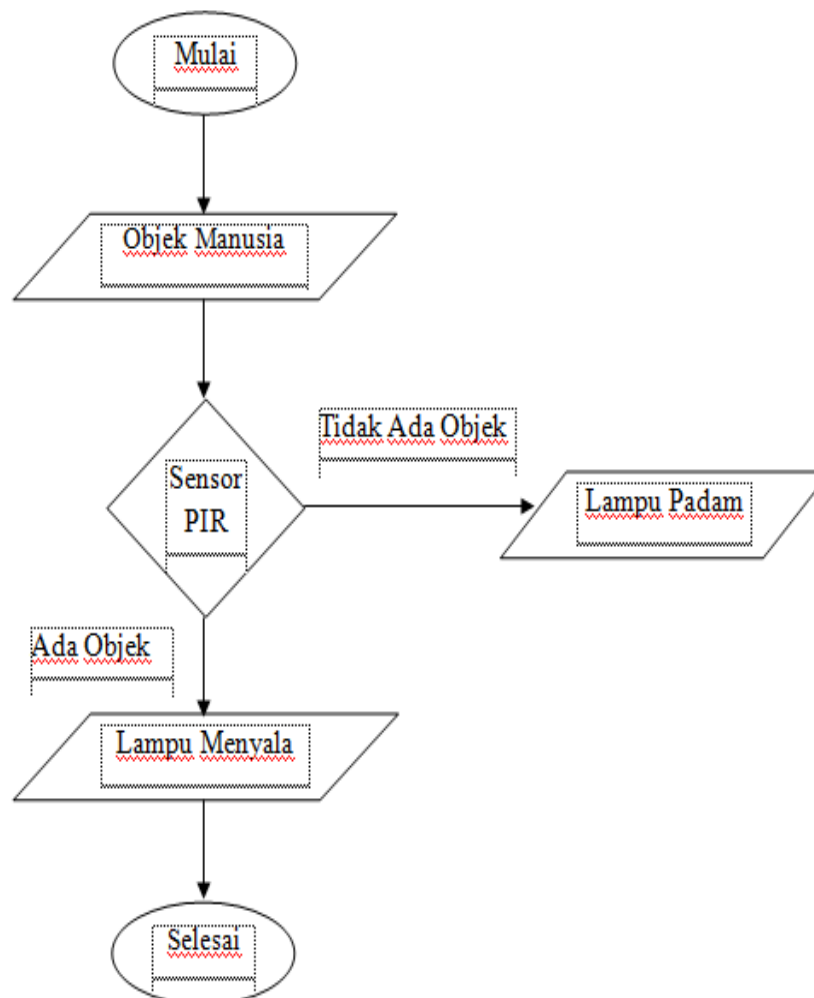 Mulai
Objek Manusia
Tidak Ada Objek
Sensor
PIR
Lampu Padam
Ada Objek
Lampu Menyala
Selesai